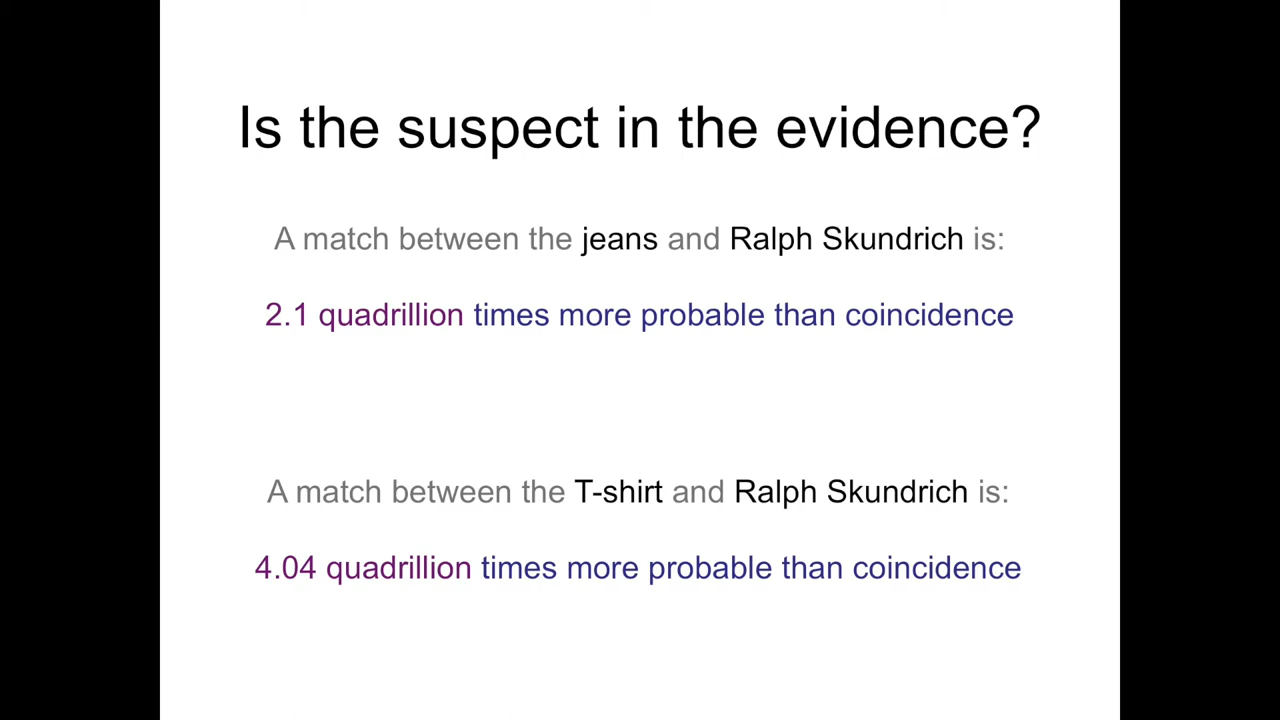 Is the suspect in the evidence?
A match between the jeans and Ralph Skundrich is:
2.1 quadrillion times more probable than coincidence
A match between the T-shirt and Ralph Skundrich is:
4.04 quadrillion times more probable than coincidence